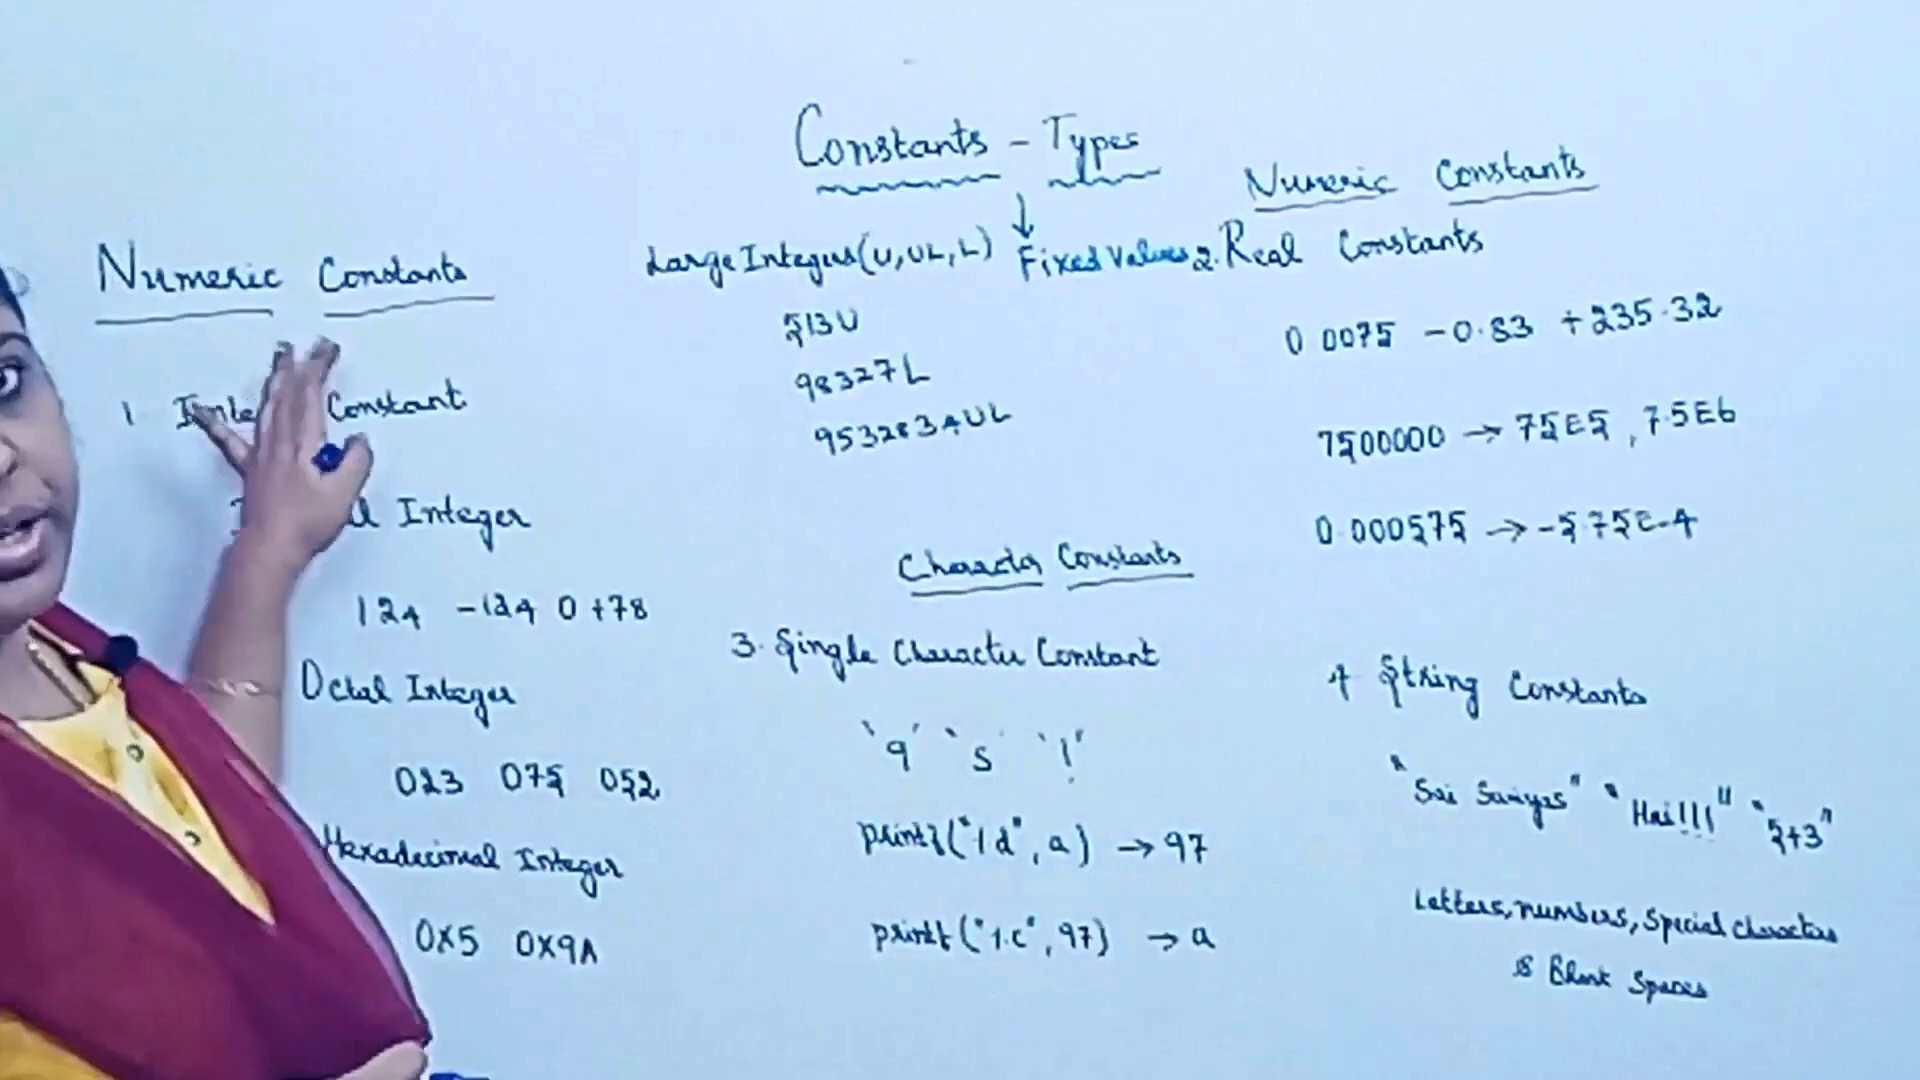 Constants - Types
Numeric Constants
1 Constant
Integer
124 -124 0 +78
Octal Integer
023 075 052
Hexadecimal Integer
0X5 0X9A
Large Integers (U, UL, L) Fixed Values
513U
98327L
9532834UL
Character Constants
3. Single Character Constant
'9' 's' '!'
printf("%d", a) → 97
printf("%c", 97) → a
Numeric Constants
2. Real Constants
0.0075 -0.83 +235.32
7500000 → 75E5, 7.5E6
0.000575 → -5.75E-4
4 String Constants
"Sai" "Hai!!!" "5+3"
Letters, numbers, special characters
& Blank Spaces